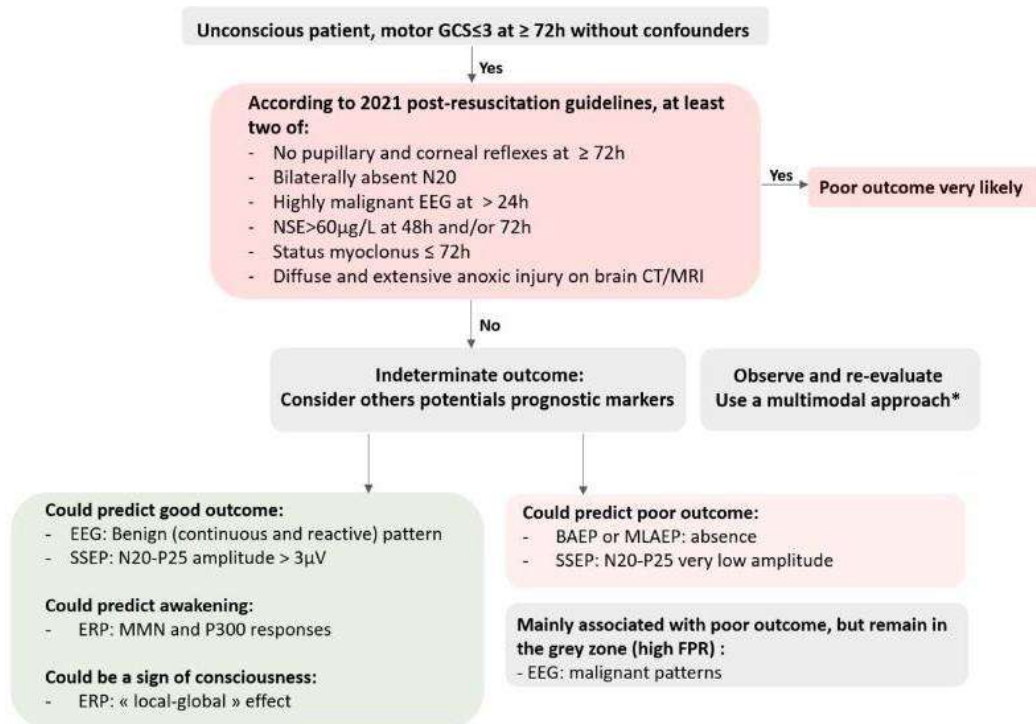 Unconscious patient, motor GCS≤3 at ≥ 72h without confounders
Yes
According to 2021 post-resuscitation guidelines, at least
two of:
- No pupillary and corneal reflexes at ≥ 72h
- Bilaterally absent N20
- Highly malignant EEG at > 24h
- NSE>60µg/L at 48h and/or 72h
- Status myoclonus ≤ 72h
- Diffuse and extensive anoxic injury on brain CT/MRI
Yes
Poor outcome very likely
No
Indeterminate outcome:
Consider others potentials prognostic markers
Observe and re-evaluate
Use a multimodal approach*
Could predict good outcome:
- EEG: Benign (continuous and reactive) pattern
- SSEP: N20-P25 amplitude > 3µV
Could predict awakening:
- ERP: MMN and P300 responses
Could be a sign of consciousness:
- ERP: « local-global » effect
Could predict poor outcome:
- BAEP or MLAEP: absence
- SSEP: N20-P25 very low amplitude
Mainly associated with poor outcome, but remain in
the grey zone (high FPR) :
- EEG: malignant patterns